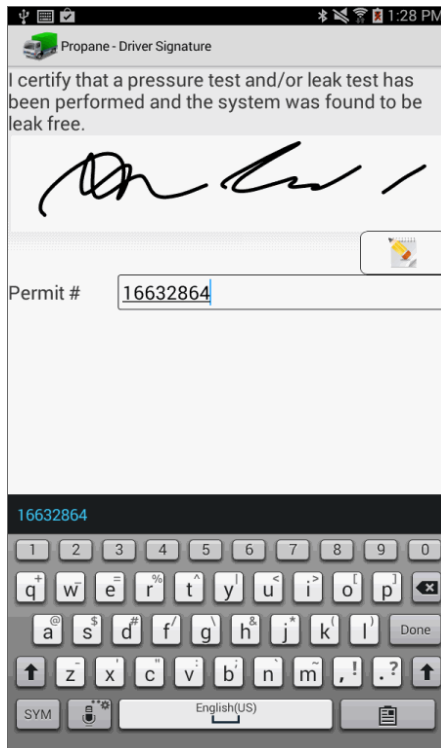 1:28 PM
Propane - Driver Signature
I certify that a pressure test and/or leak test has
been performed and the system was found to be
leak free.
Permit # 16632864
16632864
1 2 3 4 5 6 7 8 9 0
q + w - e = r % t ^ y | u < i > o [ p ]
a @ s $ d # f / g \ h & j * k ( l ) Done
z - x ' c " v : b ; n ` m ~ , ! . ?
SYM English(US)